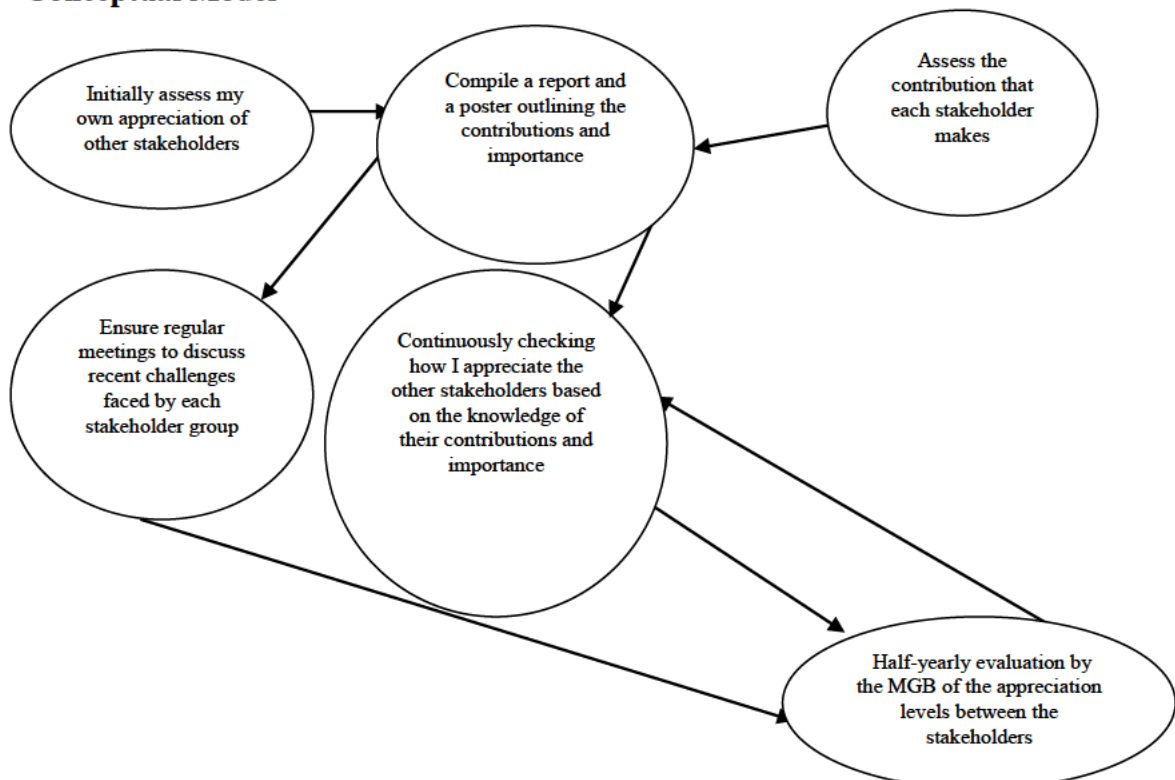 Conceptual Model
Initially assess my
own appreciation of
other stakeholders
Compile a report and
a poster outlining the
contributions and
importance
Assess the
contribution that
each stakeholder
makes
Ensure regular
meetings to discuss
recent challenges
faced by each
stakeholder group
Continuously checking
how I appreciate the
other stakeholders based
on the knowledge of
their contributions and
importance
Half-yearly evaluation by
the MGB of the appreciation
levels between the
stakeholders